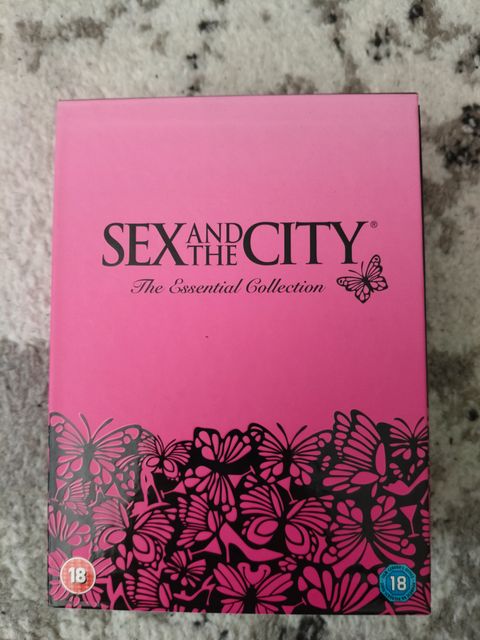 SEX AND THE CITY®
The Essential Collection
18
18